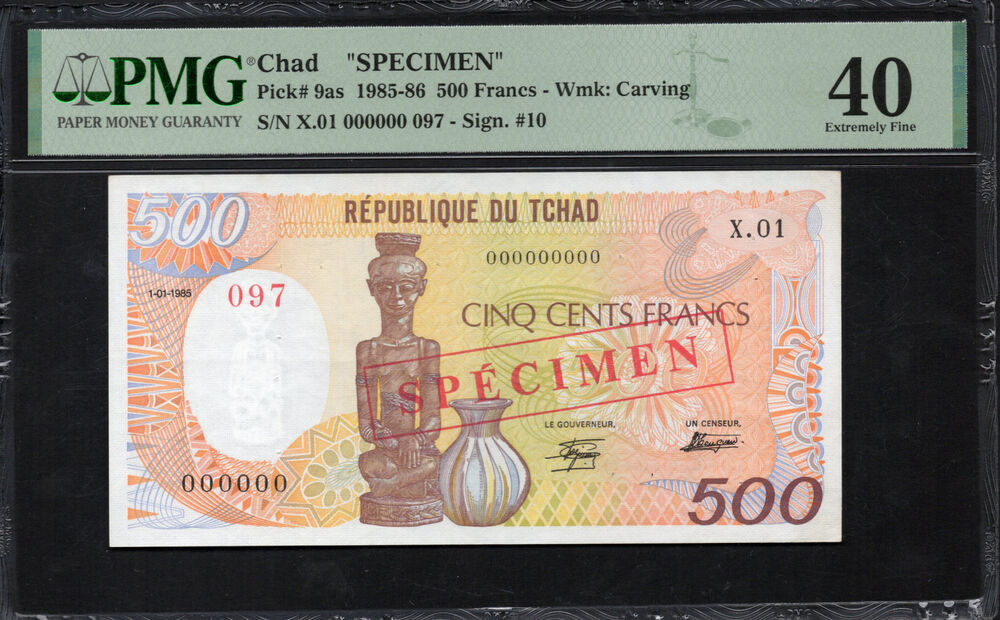 PMG® Chad "SPECIMEN"
Pick# 9as 1985-86 500 Francs - Wmk: Carving
PAPER MONEY GUARANTY S/N X.01 000000 097 - Sign. #10
40
Extremely Fine
500
RÉPUBLIQUE DU TCHAD
X.01
000000000
1-01-1985
097
CINQ CENTS FRANCS
SPÉCIMEN
LE GOUVERNEUR,
UN CENSEUR,
000000
500